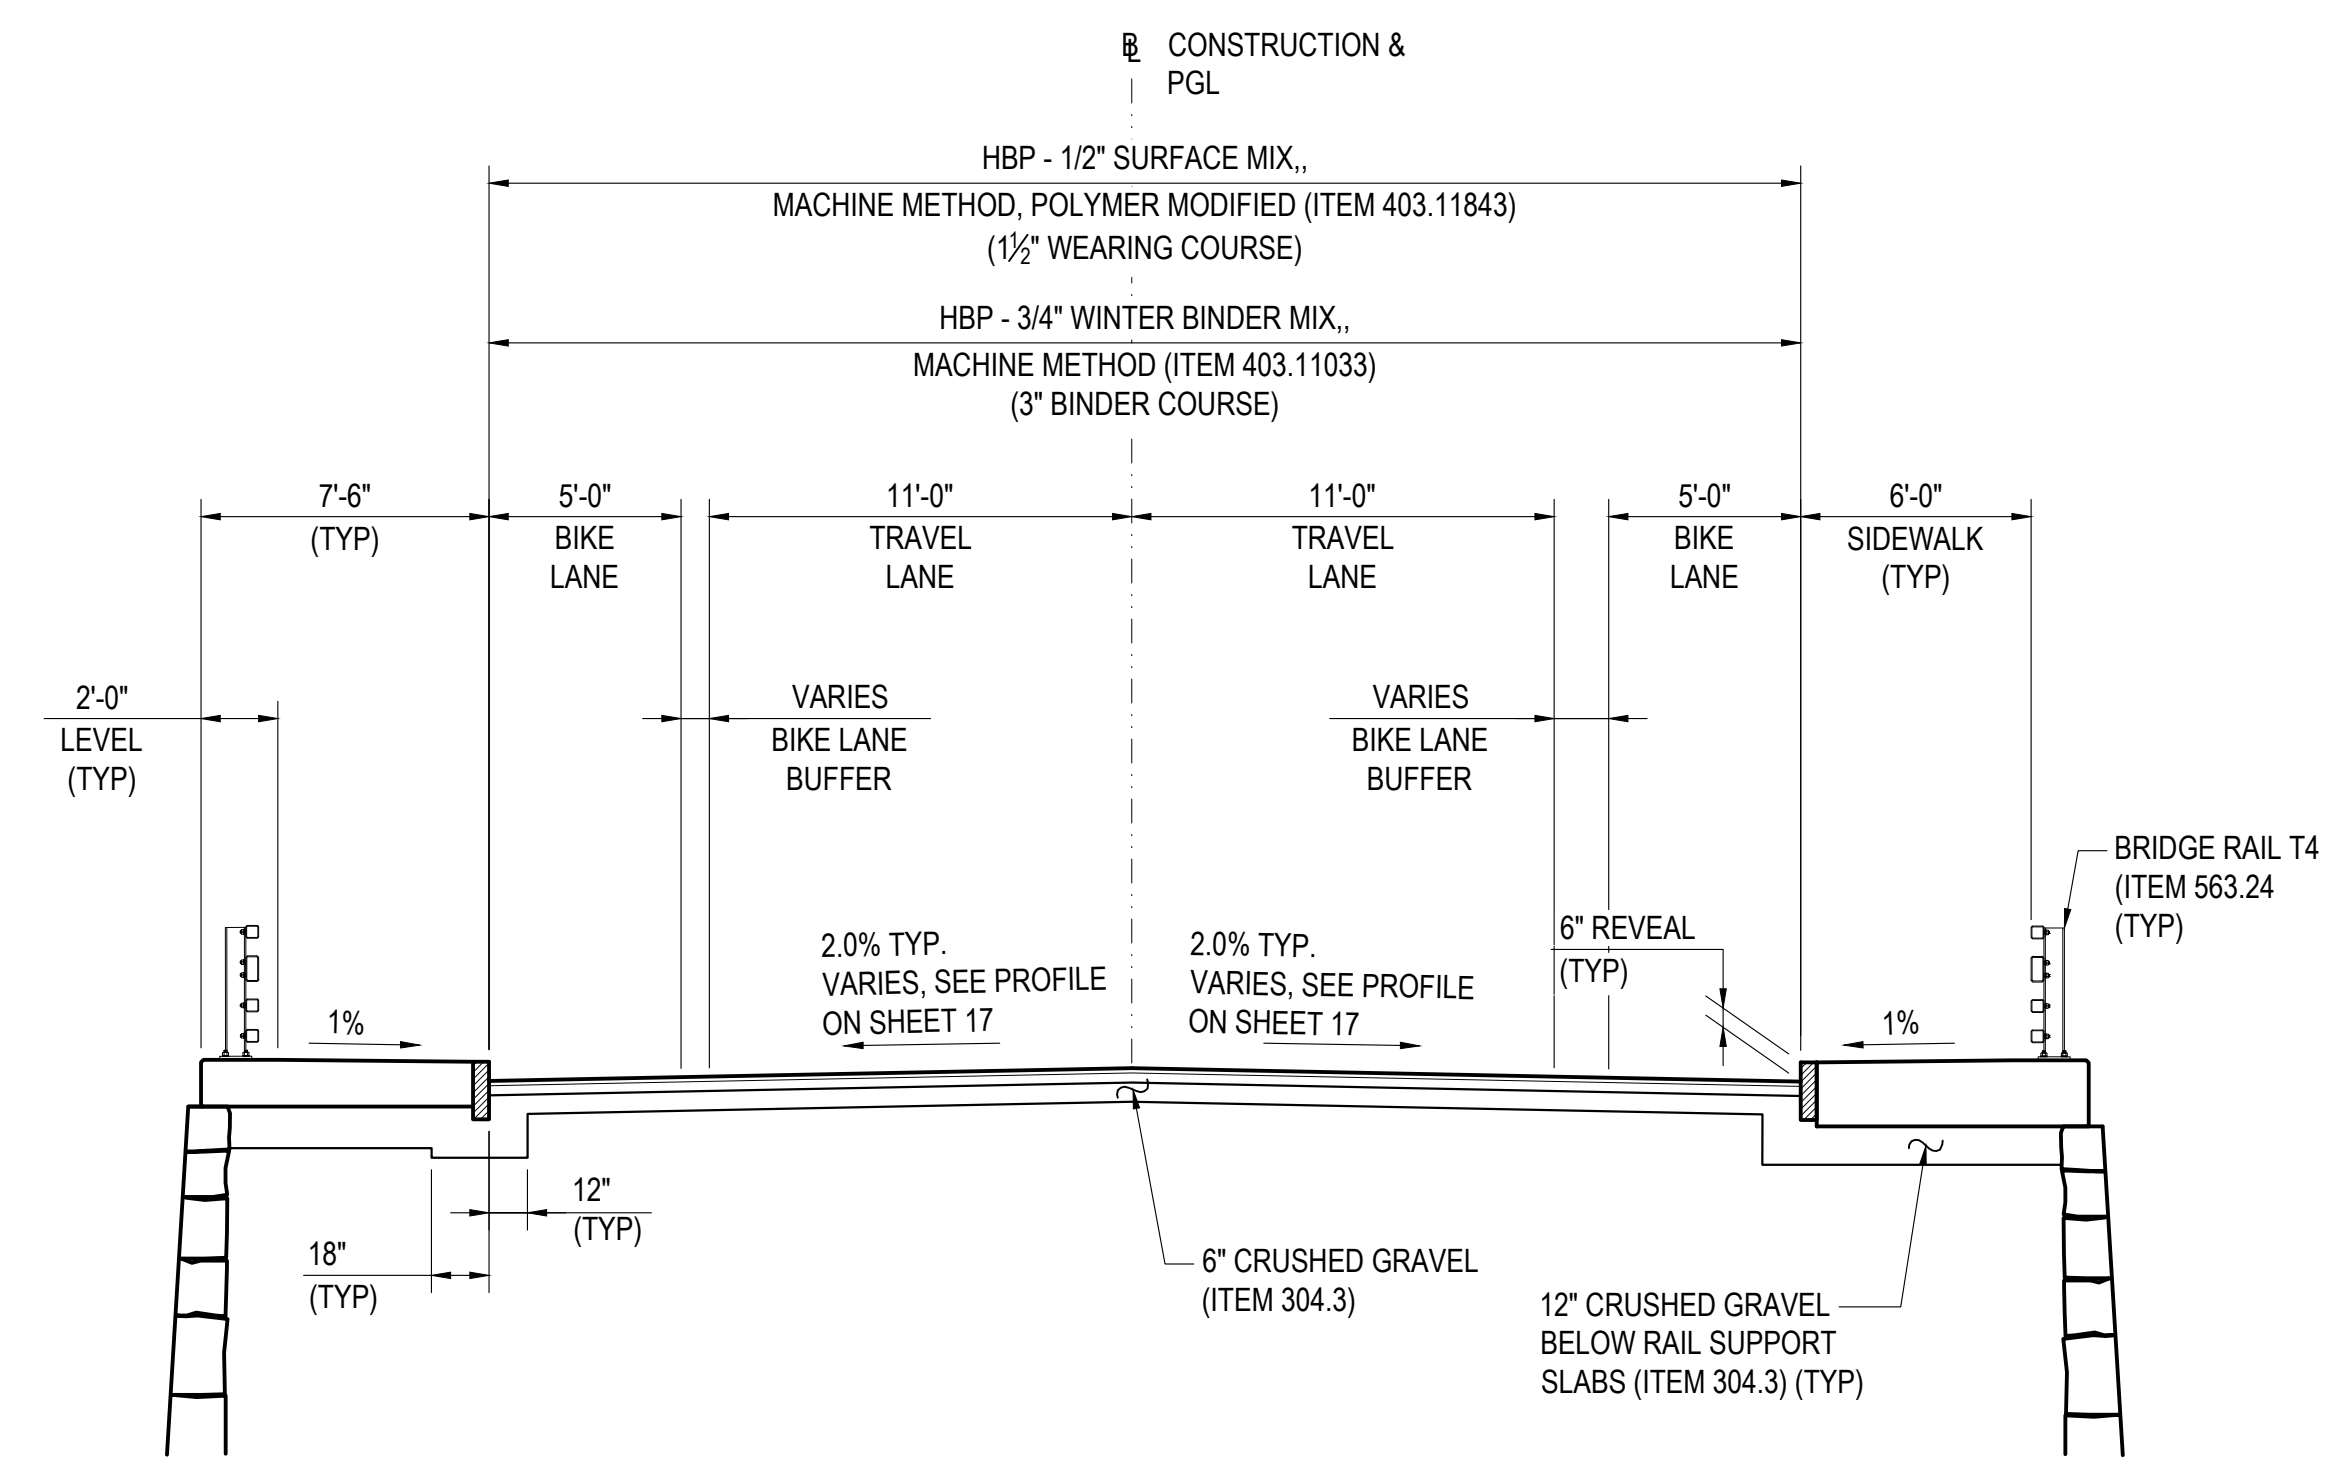 ℄ CONSTRUCTION &
PGL
HBP - 1/2" SURFACE MIX,,
MACHINE METHOD, POLYMER MODIFIED (ITEM 403.11843)
(1½" WEARING COURSE)
HBP - 3/4" WINTER BINDER MIX,,
MACHINE METHOD (ITEM 403.11033)
(3" BINDER COURSE)
7'-6"
(TYP)
5'-0"
BIKE
LANE
11'-0"
TRAVEL
LANE
11'-0"
TRAVEL
LANE
5'-0"
BIKE
LANE
6'-0"
SIDEWALK
(TYP)
2'-0"
LEVEL
(TYP)
VARIES
BIKE LANE
BUFFER
VARIES
BIKE LANE
BUFFER
BRIDGE RAIL T4
(ITEM 563.24
(TYP)
6" REVEAL
(TYP)
2.0% TYP.
VARIES, SEE PROFILE
ON SHEET 17
2.0% TYP.
VARIES, SEE PROFILE
ON SHEET 17
1%
1%
12"
(TYP)
18"
(TYP)
6" CRUSHED GRAVEL
(ITEM 304.3)
12" CRUSHED GRAVEL
BELOW RAIL SUPPORT
SLABS (ITEM 304.3) (TYP)